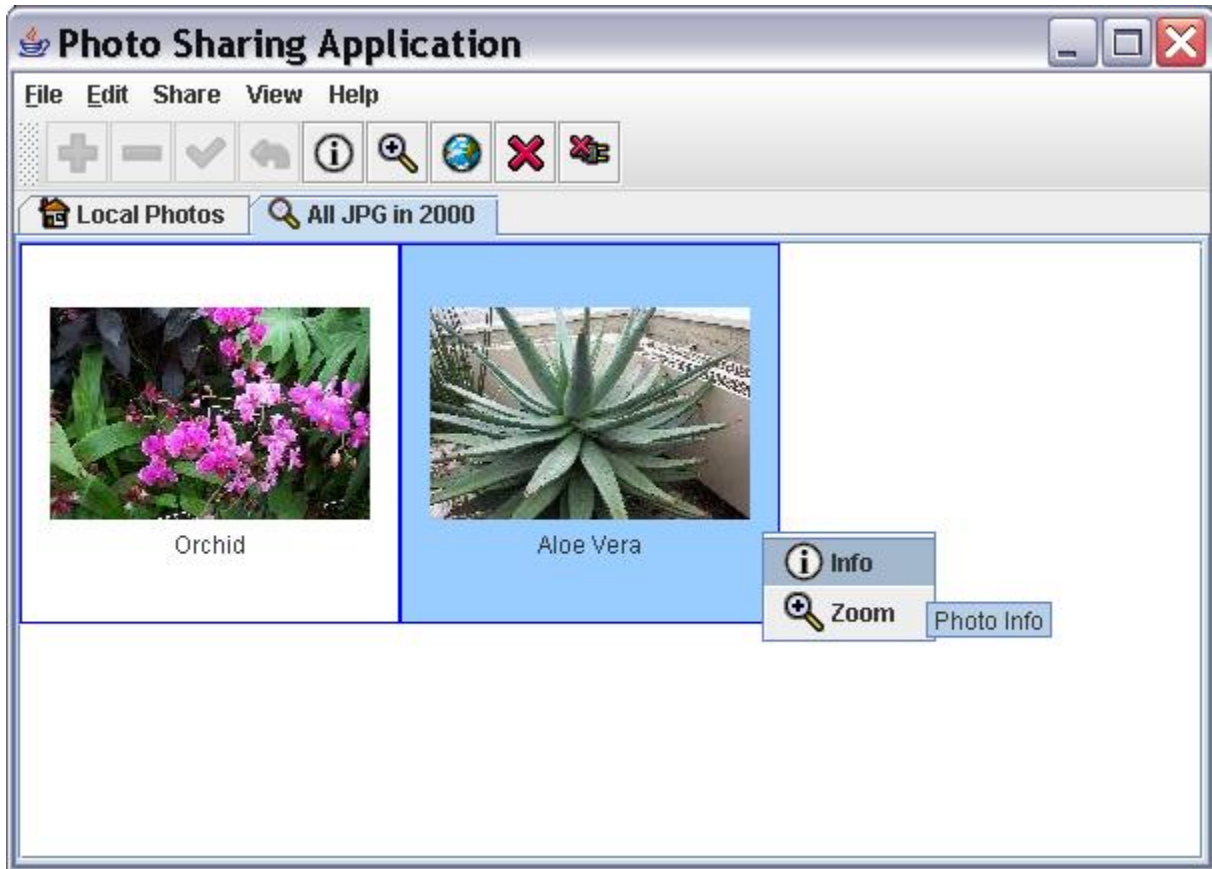 Photo Sharing Application
File Edit Share View Help
Local Photos All JPG in 2000
Orchid Aloe Vera
Info
Zoom
Photo Info